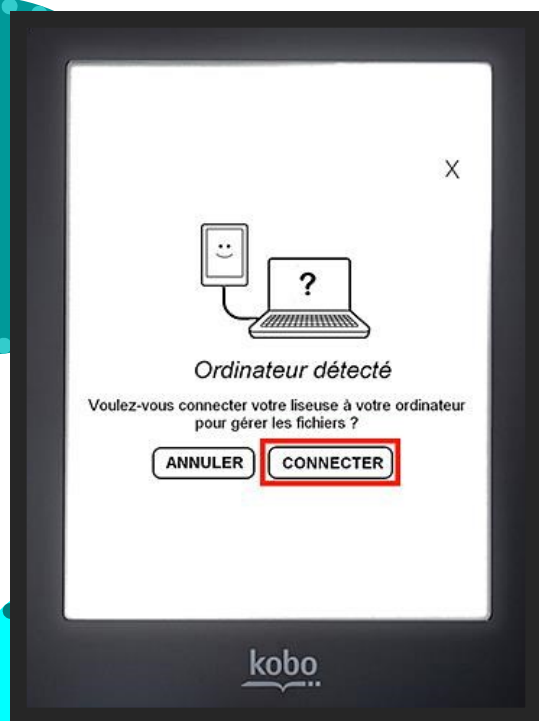 X
?
Ordinateur détecté
Voulez-vous connecter votre liseuse à votre ordinateur
pour gérer les fichiers ?
ANNULER CONNECTER
kobo